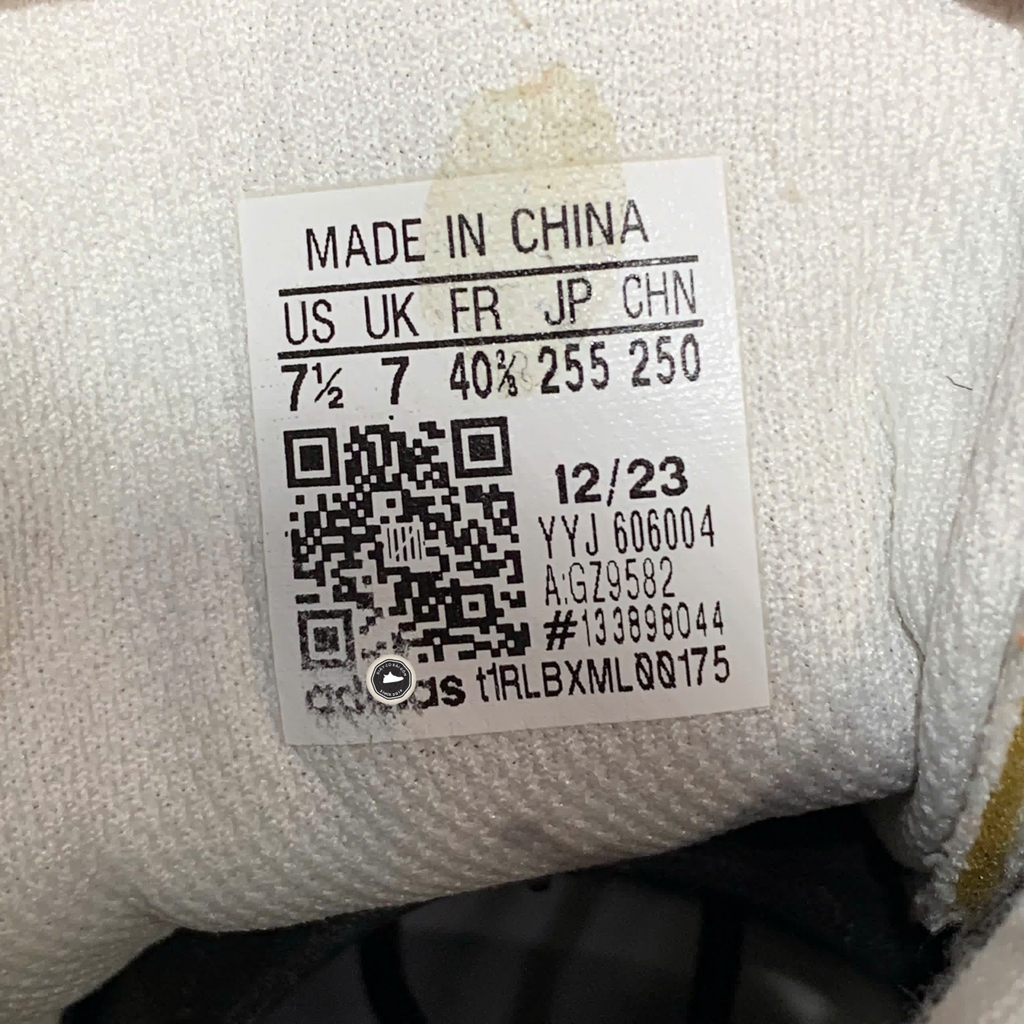 MADE IN CHINA
US UK FR JP CHN
7½ 7 40⅔ 255 250
12/23
YYJ 606004
A:GZ9582
#133898044
adidas t1RLBXML00175